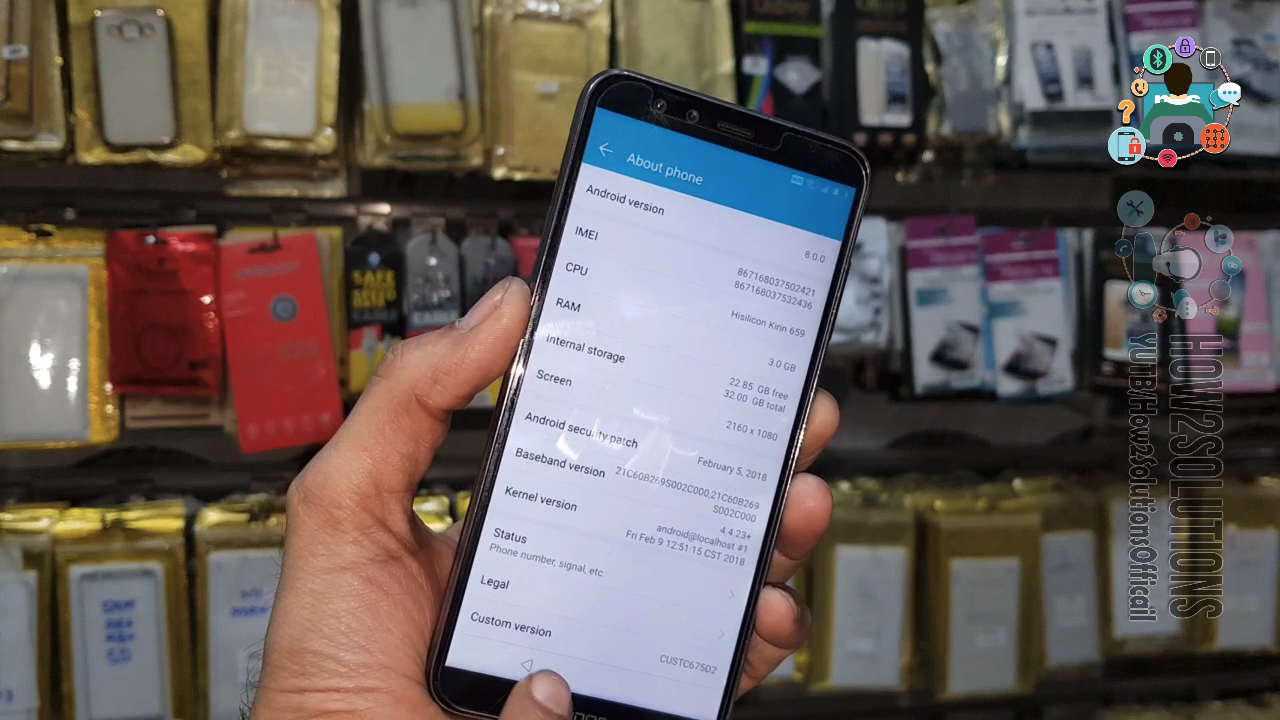 About phone
Android version
8.0.0
IMEI
867168037502421
867168037532436
CPU
Hisilicon Kirin 659
RAM
3.0 GB
Internal storage
22.85 GB free
32.00 GB total
Screen
2160 x 1080
Android security patch
February 5, 2018
Baseband version
21C60B269S002C000,21C60B269
S002C000
Kernel version
4.4.23+
android@localhost #1
Fri Feb 9 12:51:15 CST 2018
Status
Phone number, signal, etc
Legal
Custom version
CUSTC675D2
SAFE
HOW2SOLUTIONS
YUTB/How2SolutionsOfficail